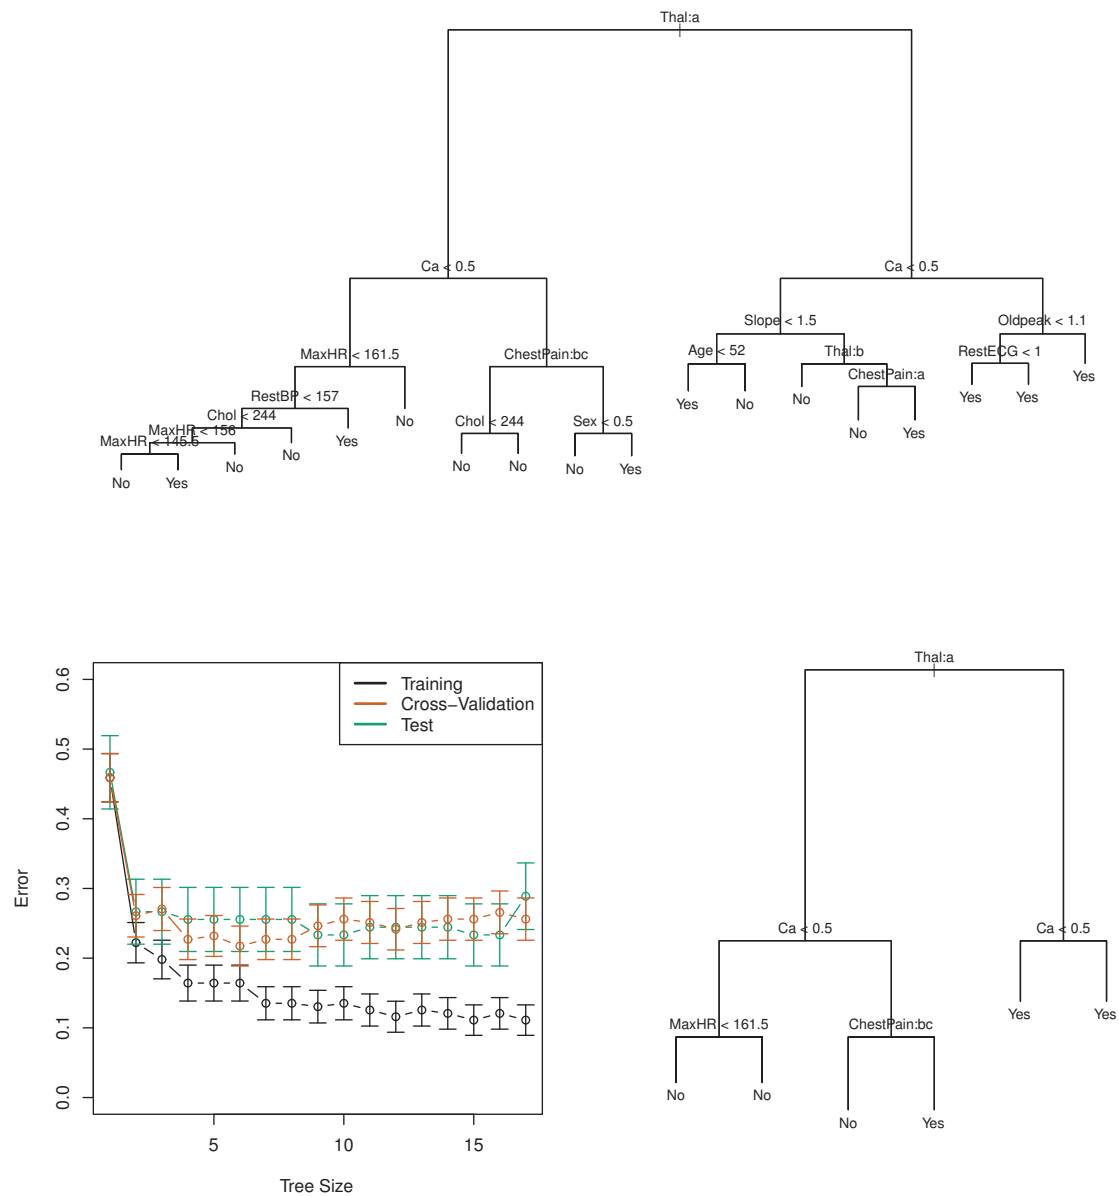 Thal:a
Ca < 0.5
Ca < 0.5
Slope < 1.5
Oldpeak < 1.1
MaxHR < 161.5
ChestPain:bc
Age < 52
Thal:b
RestECG < 1
ChestPain:a
Yes
RestBP < 157
Yes
No
No
Yes
Yes
Chol < 244
No
Chol < 244
Sex < 0.5
No
Yes
MaxHR < 156
MaxHR < 145.5
No
Yes
No
No
No
No
Yes
No
Yes
0.0
0.1
0.2
0.3
0.4
0.5
0.6
Error
Training
Cross−Validation
Test
5
10
15
Tree Size
Thal:a
Ca < 0.5
Ca < 0.5
MaxHR < 161.5
ChestPain:bc
Yes
Yes
No
No
No
Yes